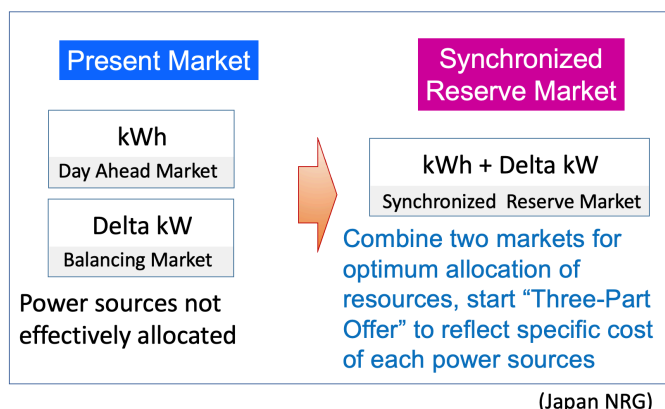 Present Market
kWh
Day Ahead Market
Delta kW
Balancing Market
Power sources not
effectively allocated
Synchronized
Reserve Market
kWh + Delta kW
Synchronized Reserve Market
Combine two markets for
optimum allocation of
resources, start “Three-Part
Offer” to reflect specific cost
of each power sources
(Japan NRG)